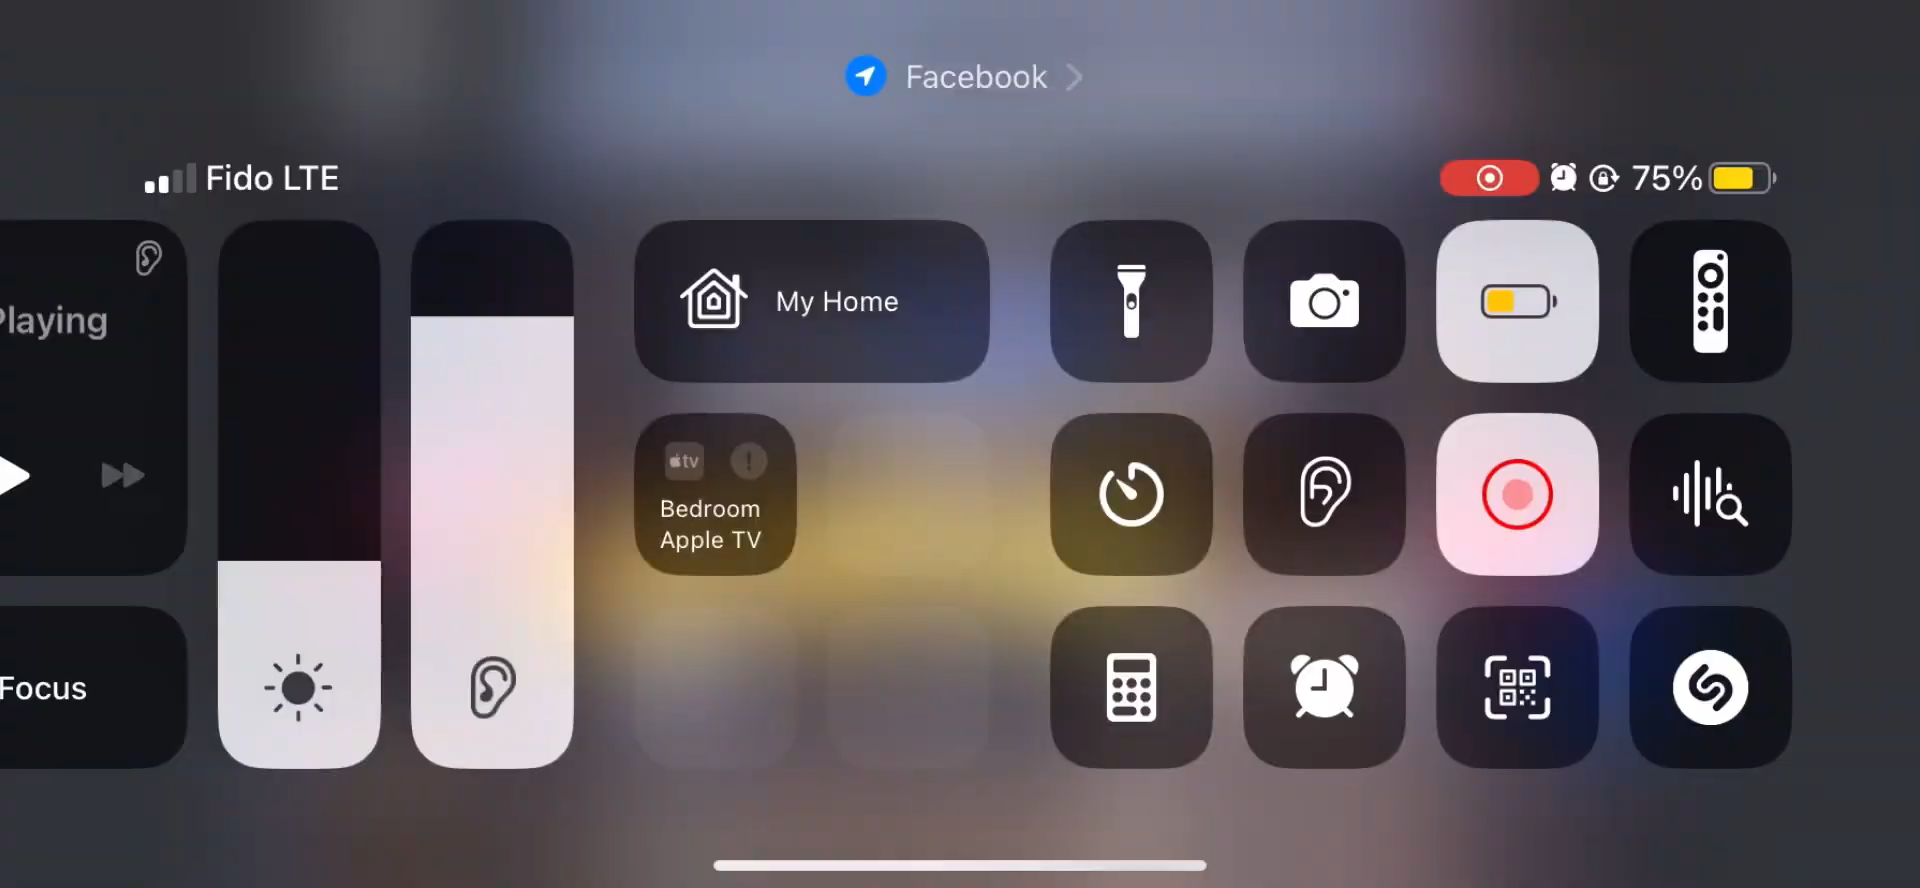 Facebook
Fido LTE
75%
Playing
My Home
tv
Bedroom
Apple TV
Focus